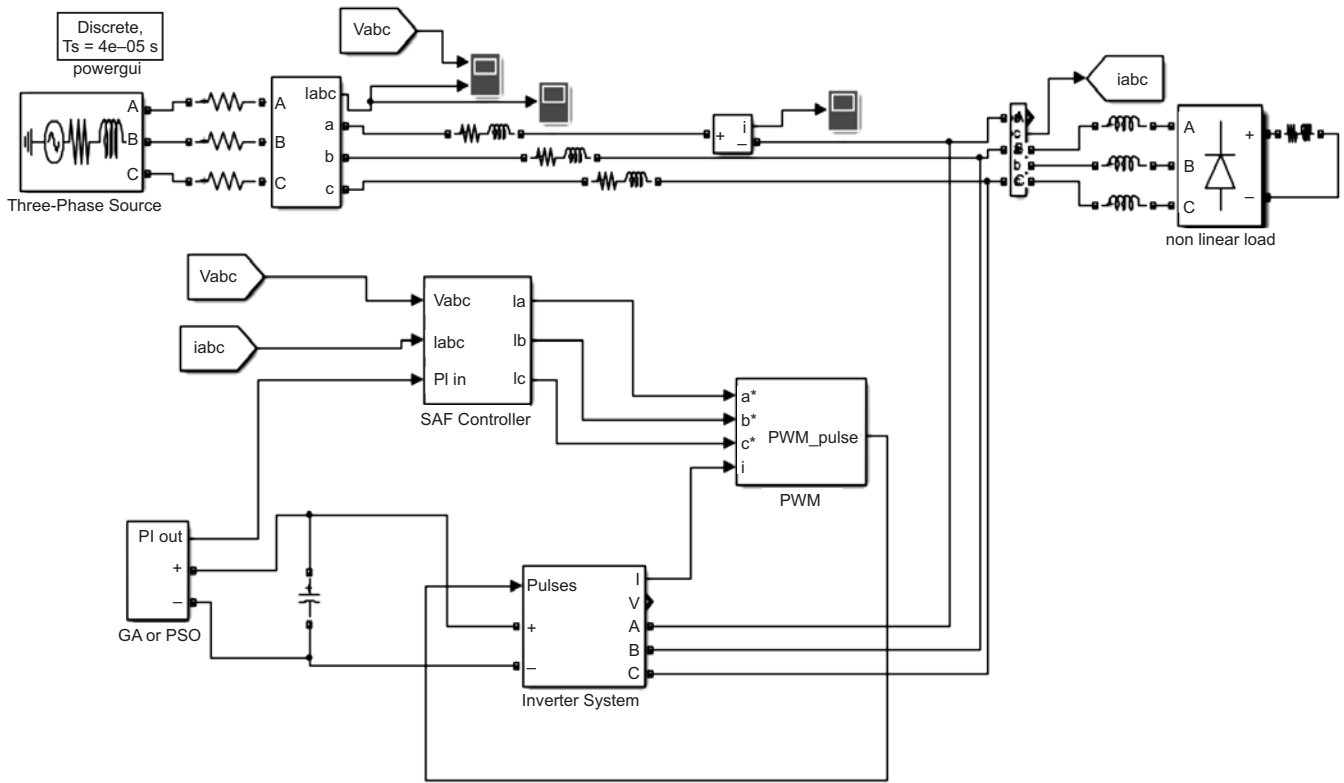 Discrete,
Ts = 4e–05 s
powergui
Vabc
iabc
A
B
C
Three-Phase Source
A
B
C
Iabc
a
b
c
+
i
–
A
B
C
+
–
non linear load
c
b
Vabc
iabc
Vabc
Iabc
PI in
Ia
Ib
Ic
SAF Controller
a*
b*
c*
i
PWM_pulse
PWM
PI out
+
–
GA or PSO
+
Pulses
+
–
I
V
A
B
C
Inverter System